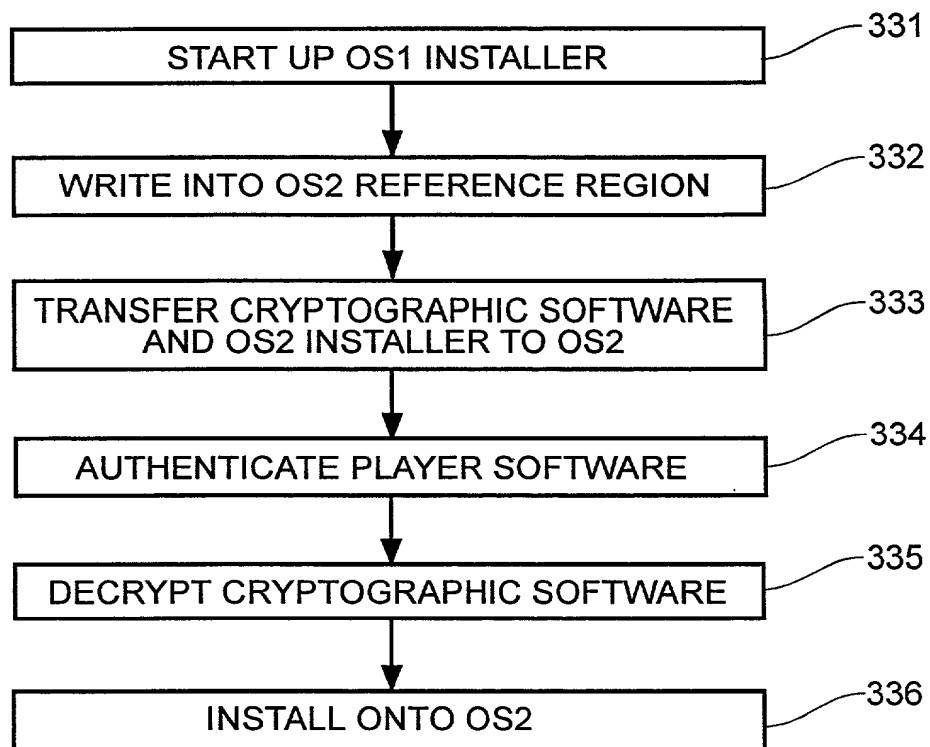 START UP OS1 INSTALLER
331
WRITE INTO OS2 REFERENCE REGION
332
TRANSFER CRYPTOGRAPHIC SOFTWARE
AND OS2 INSTALLER TO OS2
333
AUTHENTICATE PLAYER SOFTWARE
334
DECRYPT CRYPTOGRAPHIC SOFTWARE
335
INSTALL ONTO OS2
336